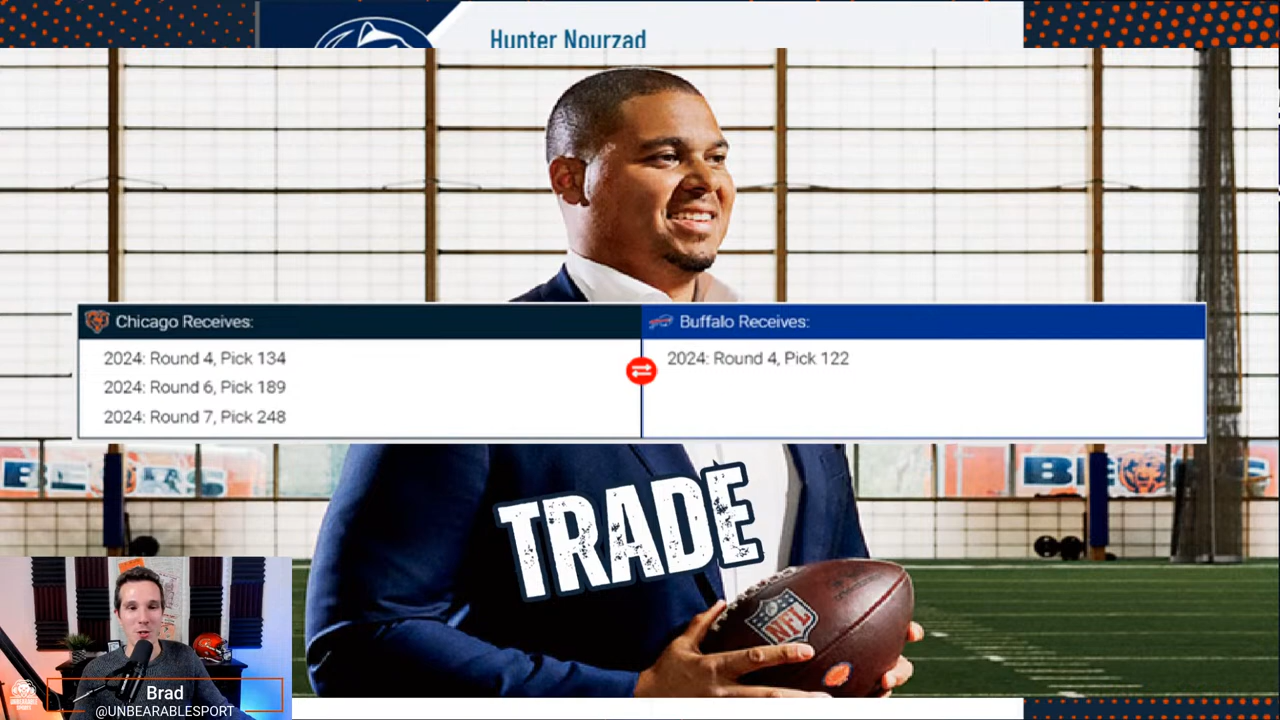 Hunter Nourzad
Chicago Receives:
Buffalo Receives:
2024: Round 4, Pick 134
2024: Round 4, Pick 122
2024: Round 6, Pick 189
2024: Round 7, Pick 248
TRADE
NFL
Brad
@UNBEARABLESPORT